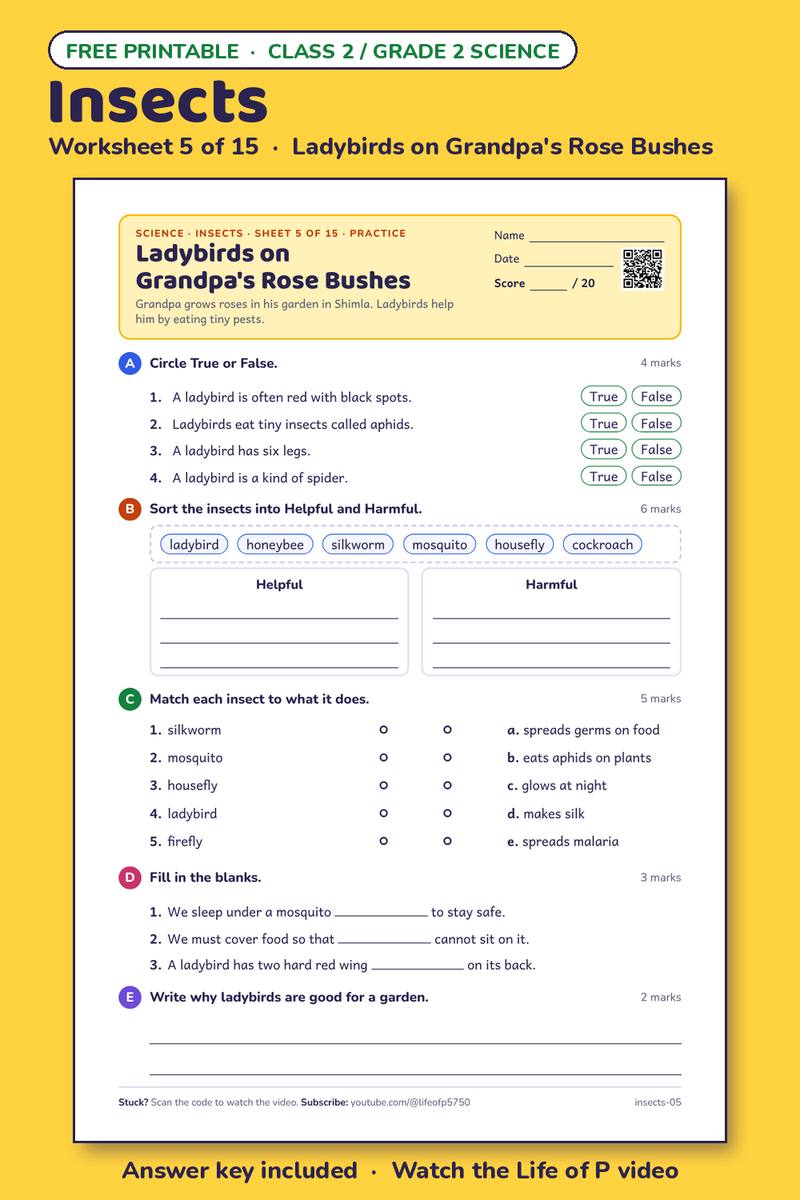 FREE PRINTABLE · CLASS 2 / GRADE 2 SCIENCE
Insects
Worksheet 5 of 15 · Ladybirds on Grandpa's Rose Bushes
SCIENCE · INSECTS · SHEET 5 OF 15 · PRACTICE
Ladybirds on
Grandpa's Rose Bushes
Grandpa grows roses in his garden in Shimla. Ladybirds help
him by eating tiny pests.
Name
Date
Score / 20
A Circle True or False. 4 marks
1. A ladybird is often red with black spots. True False
2. Ladybirds eat tiny insects called aphids. True False
3. A ladybird has six legs. True False
4. A ladybird is a kind of spider. True False
B Sort the insects into Helpful and Harmful. 6 marks
ladybird honeybee silkworm mosquito housefly cockroach
Helpful Harmful
C Match each insect to what it does. 5 marks
1. silkworm a. spreads germs on food
2. mosquito b. eats aphids on plants
3. housefly c. glows at night
4. ladybird d. makes silk
5. firefly e. spreads malaria
D Fill in the blanks. 3 marks
1. We sleep under a mosquito ____ to stay safe.
2. We must cover food so that ____ cannot sit on it.
3. A ladybird has two hard red wing ____ on its back.
E Write why ladybirds are good for a garden. 2 marks
Stuck? Scan the code to watch the video. Subscribe: youtube.com/@lifeofp5750 insects-05
Answer key included · Watch the Life of P video